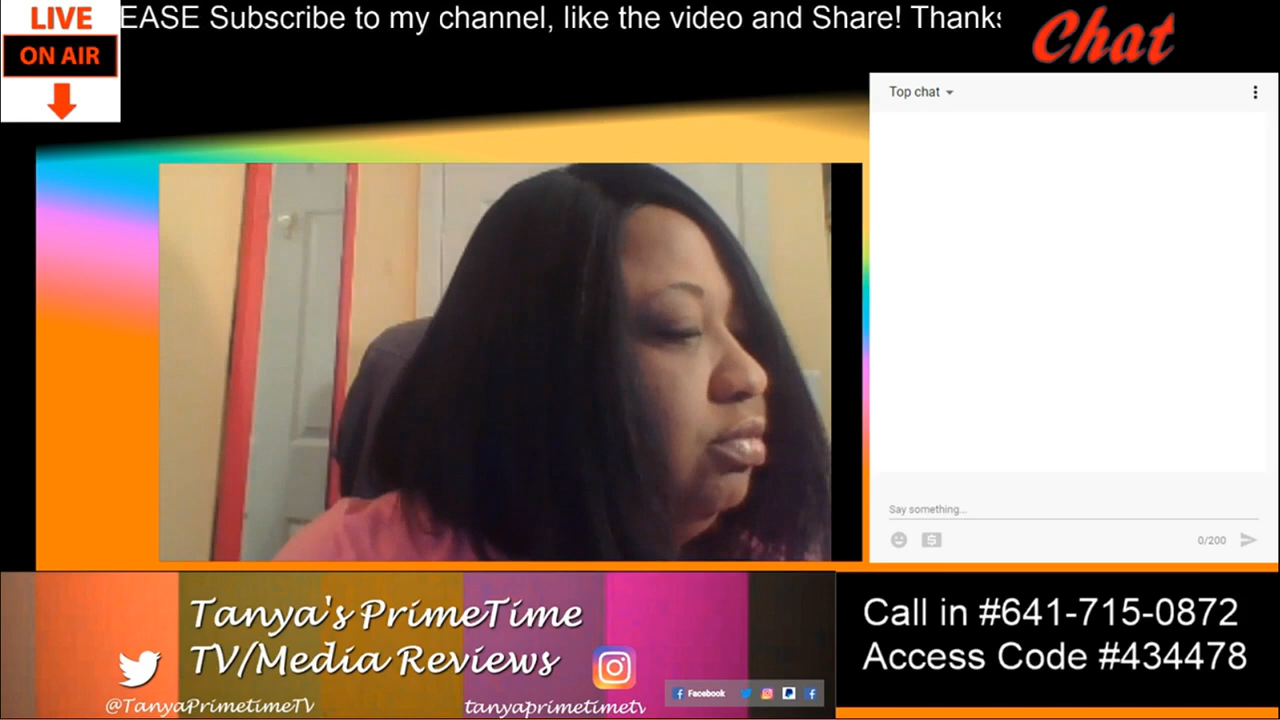 LIVE
ON AIR
EASE Subscribe to my channel, like the video and Share! Thanks
Chat
Top chat
Say something...
0/200
Tanya's PrimeTime
TV/Media Reviews
@TanyaPrimetimeTV
tanyaprimetimetv
Facebook
Call in #641-715-0872
Access Code #434478